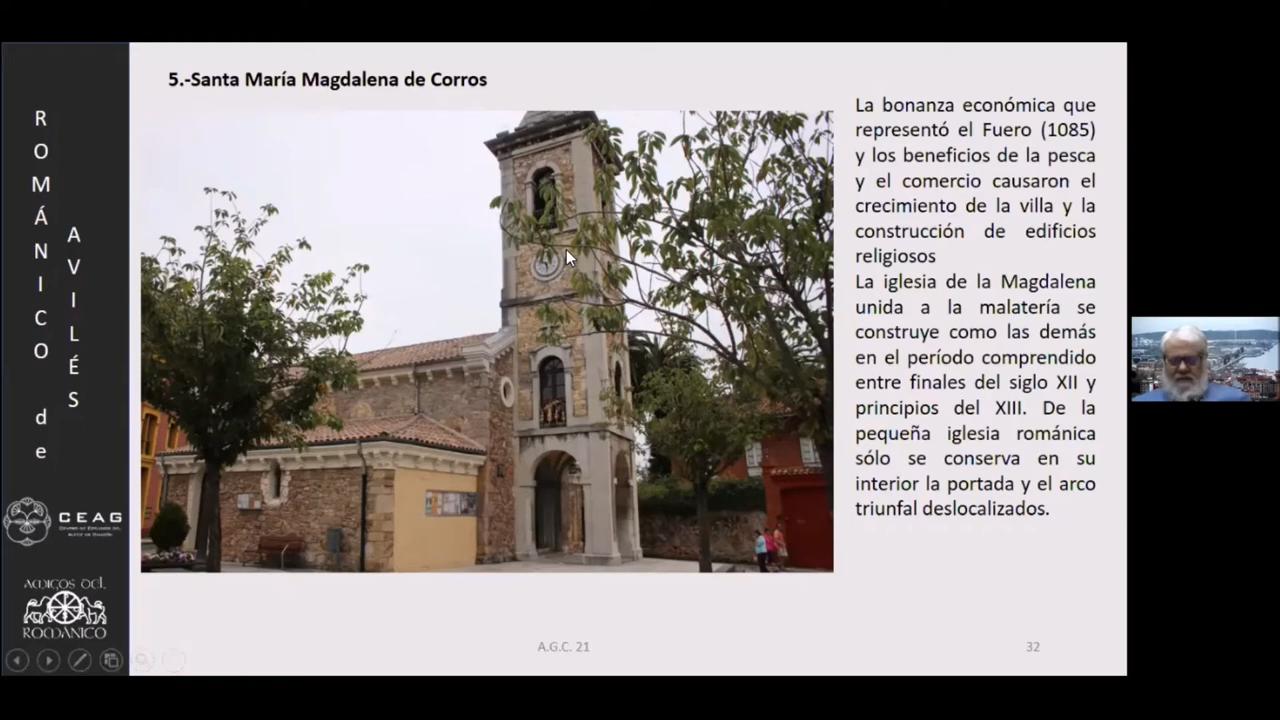 5.-Santa María Magdalena de Corros
ROMÁNICO de
AVILÉS
La bonanza económica que
representó el Fuero (1085)
y los beneficios de la pesca
y el comercio causaron el
crecimiento de la villa y la
construcción de edificios
religiosos
La iglesia de la Magdalena
unida a la malatería se
construye como las demás
en el período comprendido
entre finales del siglo XII y
principios del XIII. De la
pequeña iglesia románica
sólo se conserva en su
interior la portada y el arco
triunfal deslocalizados.
CEAG
AMIGOS DEL
ROMÁNICO
A.G.C. 21
32